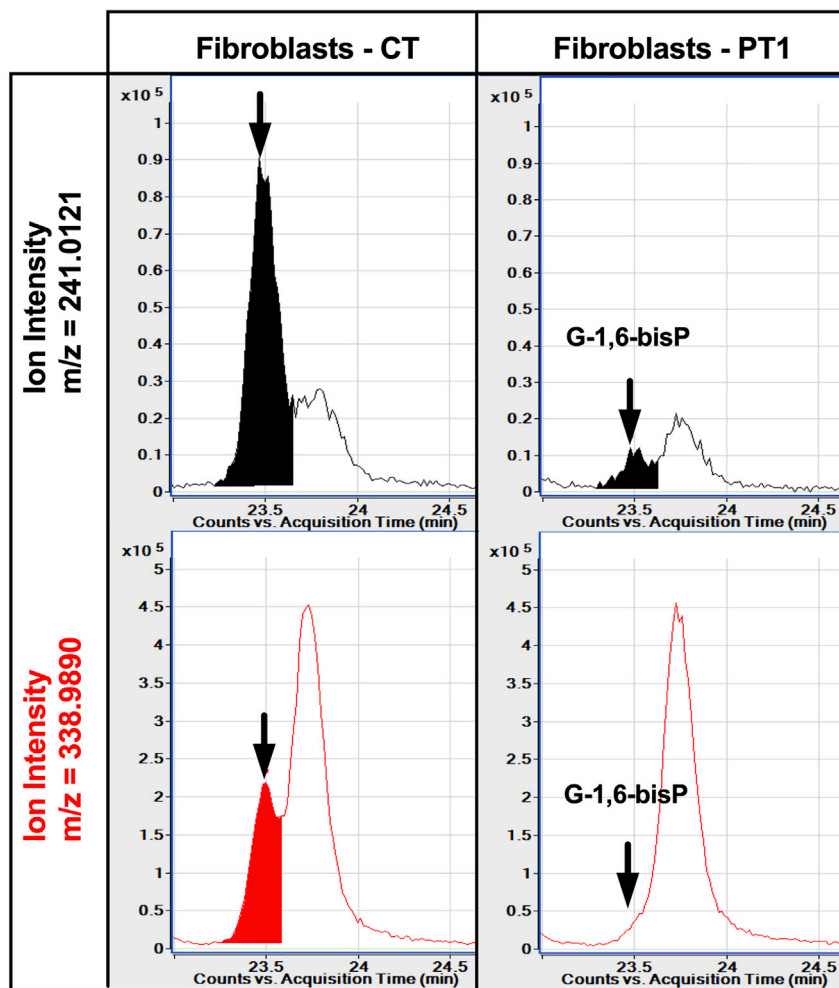 Fibroblasts - CT
Fibroblasts - PT1
Ion Intensity
m/z = 241.0121
x10 5
1
0.9
0.8
0.7
0.6
0.5
0.4
0.3
0.2
0.1
0
23.5 24 24.5
Counts vs. Acquisition Time (min)
x10 5
1
0.9
0.8
0.7
0.6
0.5
0.4
0.3
0.2
0.1
0
G-1,6-bisP
23.5 24 24.5
Counts vs. Acquisition Time (min)
Ion Intensity
m/z = 338.9890
x10 5
5
4.5
4
3.5
3
2.5
2
1.5
1
0.5
0
23.5 24 24.5
Counts vs. Acquisition Time (min)
x10 5
5
4.5
4
3.5
3
2.5
2
1.5
1
0.5
0
G-1,6-bisP
23.5 24 24.5
Counts vs. Acquisition Time (min)